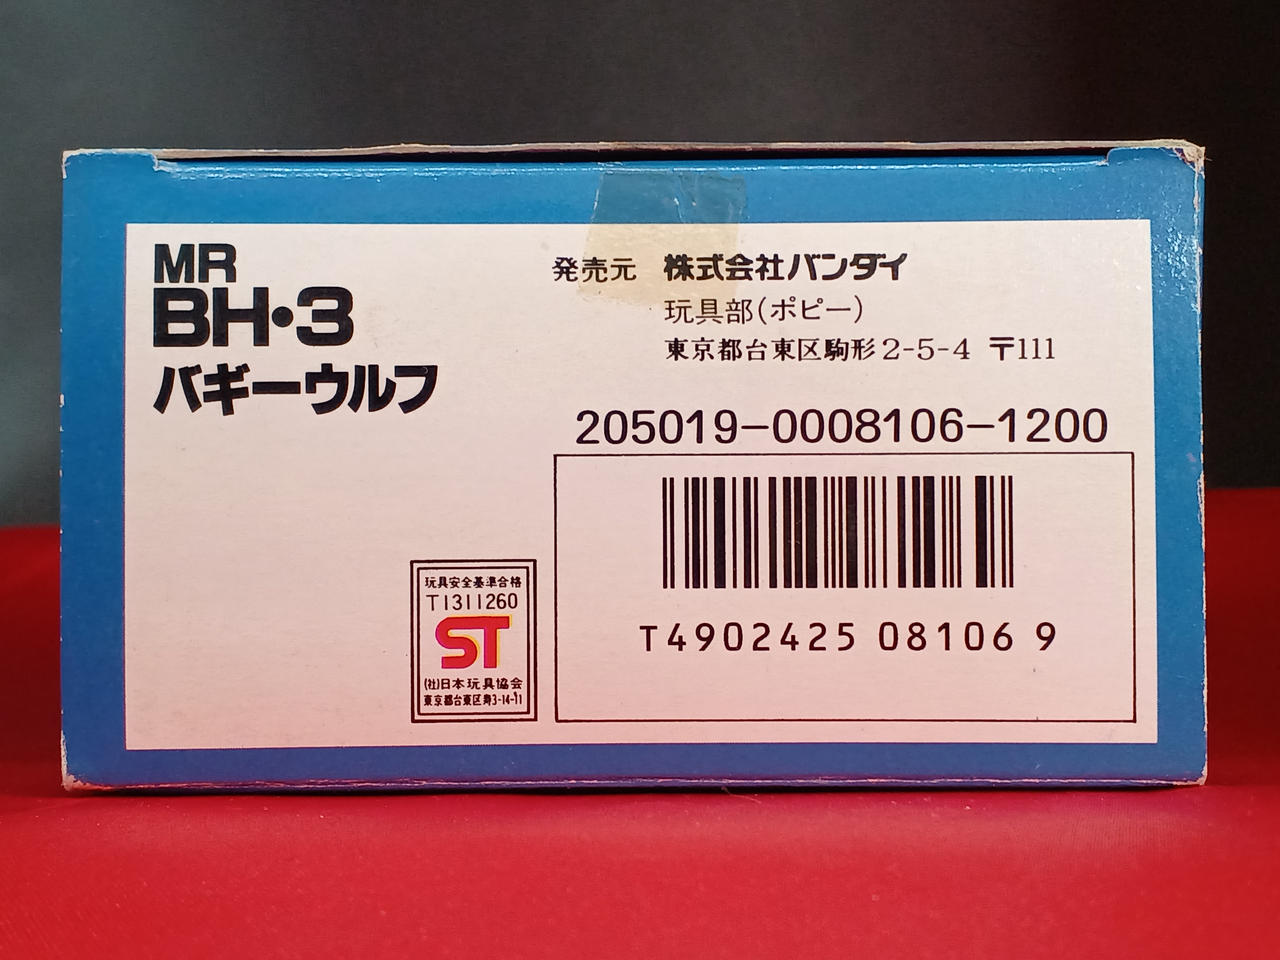 MR
BH・3
バギーウルフ
発売元 株式会社バンダイ
玩具部(ポピー)
東京都台東区駒形2-5-4 〒111
205019-0008106-1200
T4902425 08106 9
玩具安全基準合格
T1311260
ST
(社)日本玩具協会
東京都台東区寿3-14-11